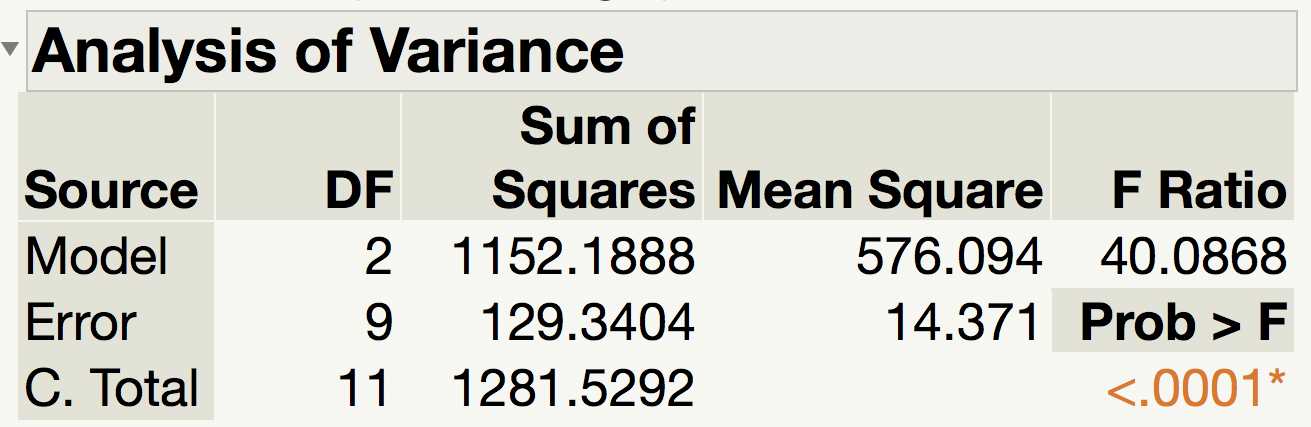 Analysis of Variance
Sum of
Source DF Squares Mean Square F Ratio
Model 2 1152.1888 576.094 40.0868
Error 9 129.3404 14.371 Prob > F
C. Total 11 1281.5292 <.0001*